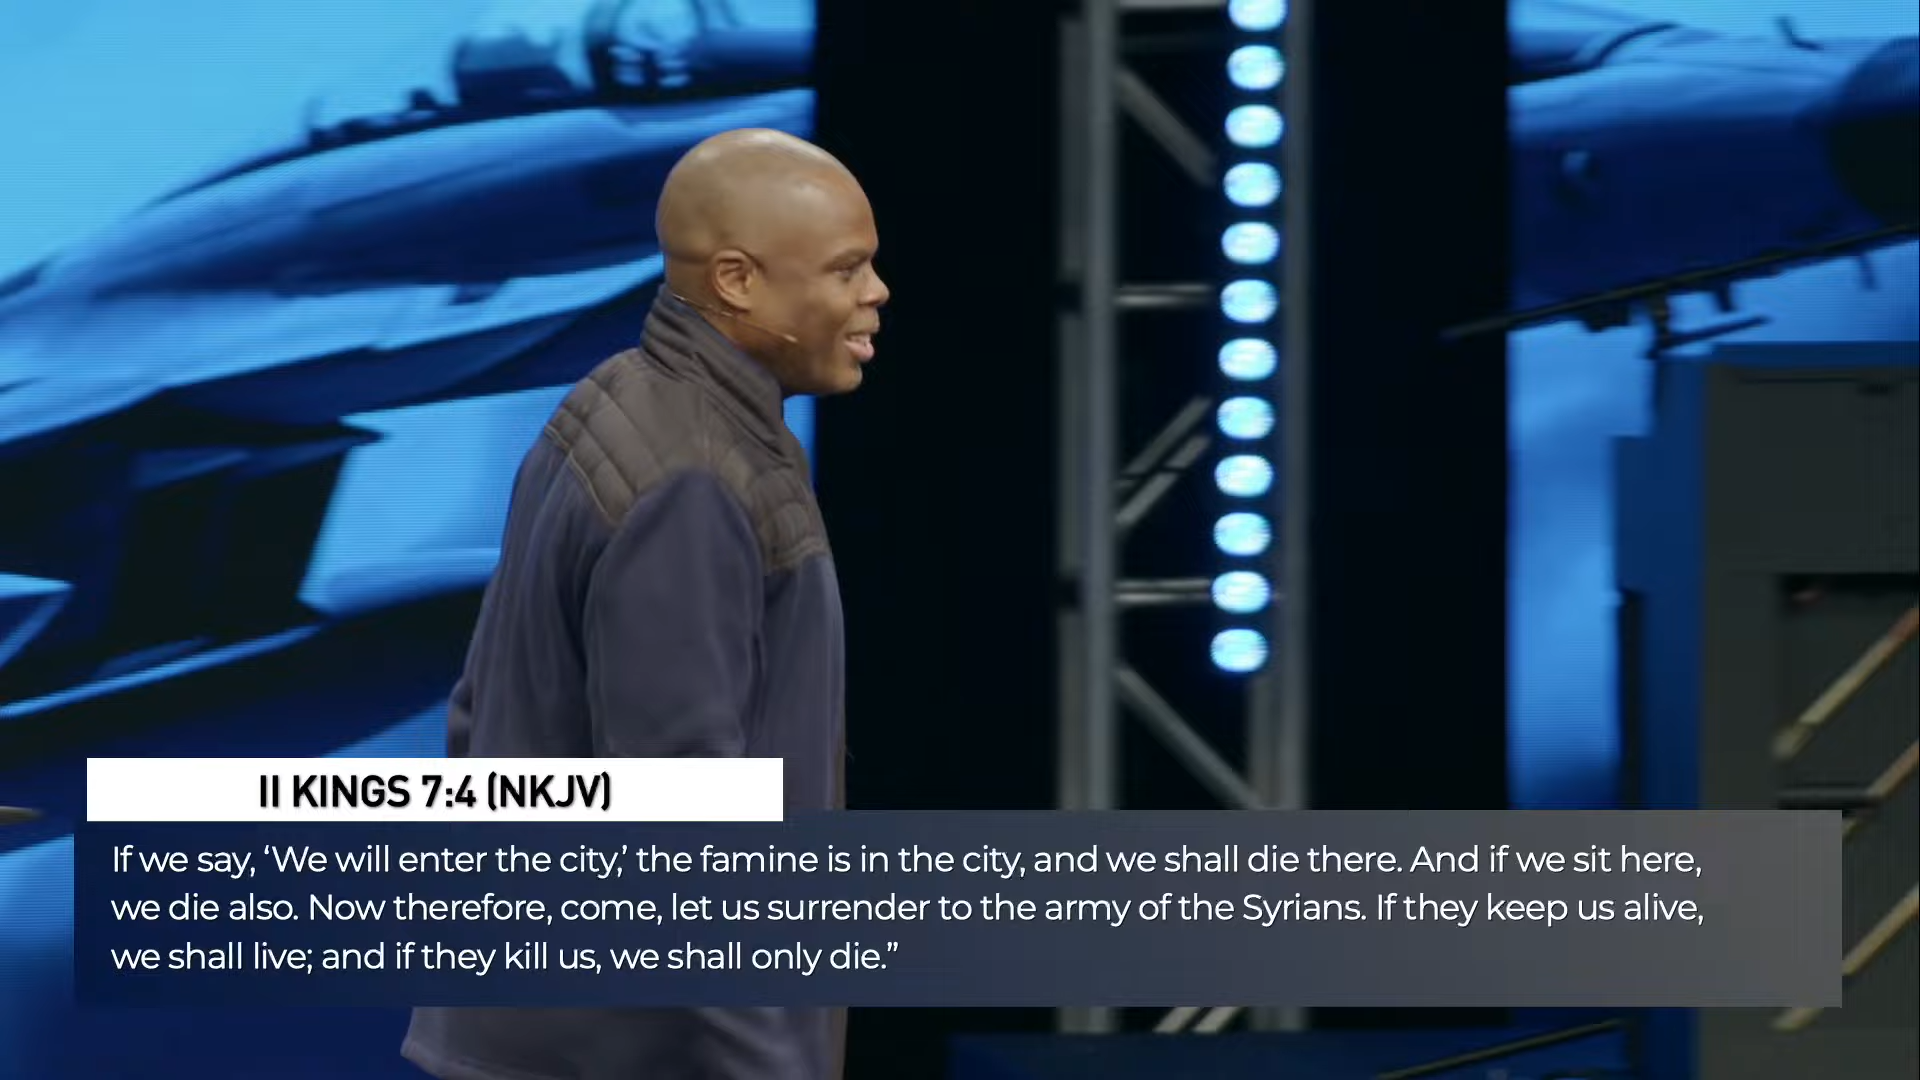 II KINGS 7:4 (NKJV)
If we say, ‘We will enter the city,’ the famine is in the city, and we shall die there. And if we sit here,
we die also. Now therefore, come, let us surrender to the army of the Syrians. If they keep us alive,
we shall live; and if they kill us, we shall only die.”